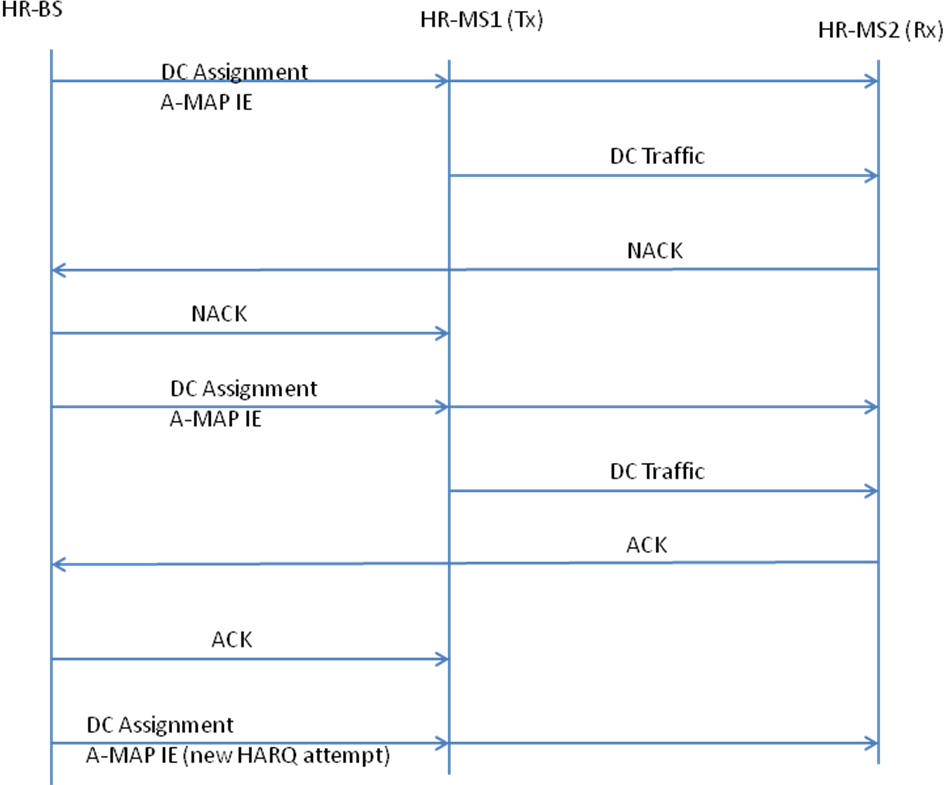 HR-BS
HR-MS1 (Tx)
HR-MS2 (Rx)
DC Assignment
A-MAP IE
DC Traffic
NACK
NACK
DC Assignment
A-MAP IE
DC Traffic
ACK
ACK
DC Assignment
A-MAP IE (new HARQ attempt)